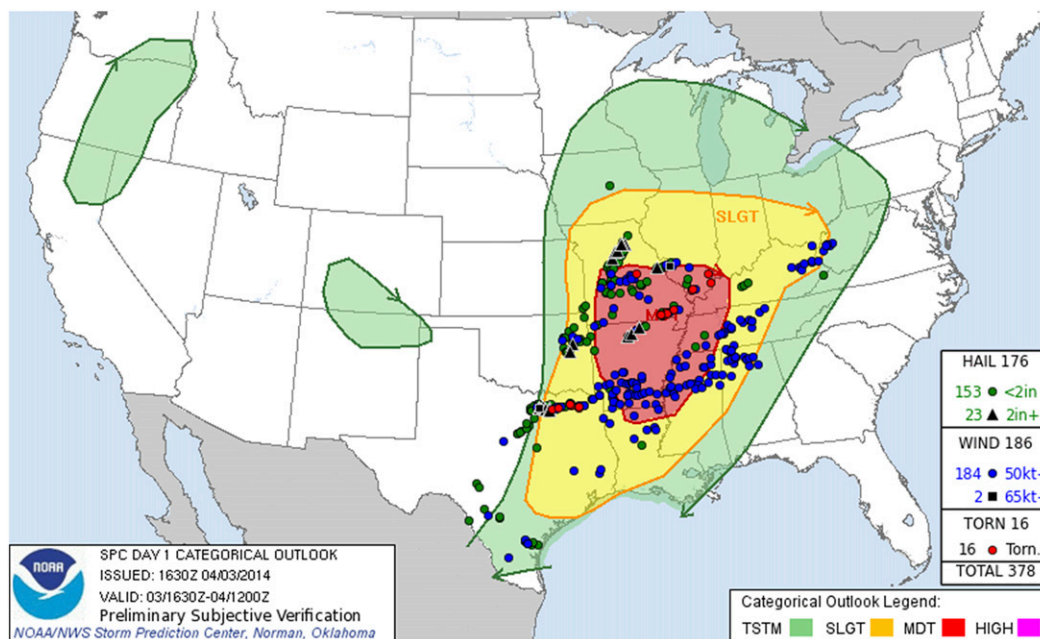 SLGT
MDT
HAIL 176
153 <2in
23 2in+
WIND 186
184 50kt+
2 65kt+
TORN 16
16 Torn.
TOTAL 378
NOAA
SPC DAY 1 CATEGORICAL OUTLOOK
ISSUED: 1630Z 04/03/2014
VALID: 03/1630Z-04/1200Z
Preliminary Subjective Verification
NOAA/NWS Storm Prediction Center, Norman, Oklahoma
Categorical Outlook Legend:
TSTM SLGT MDT HIGH